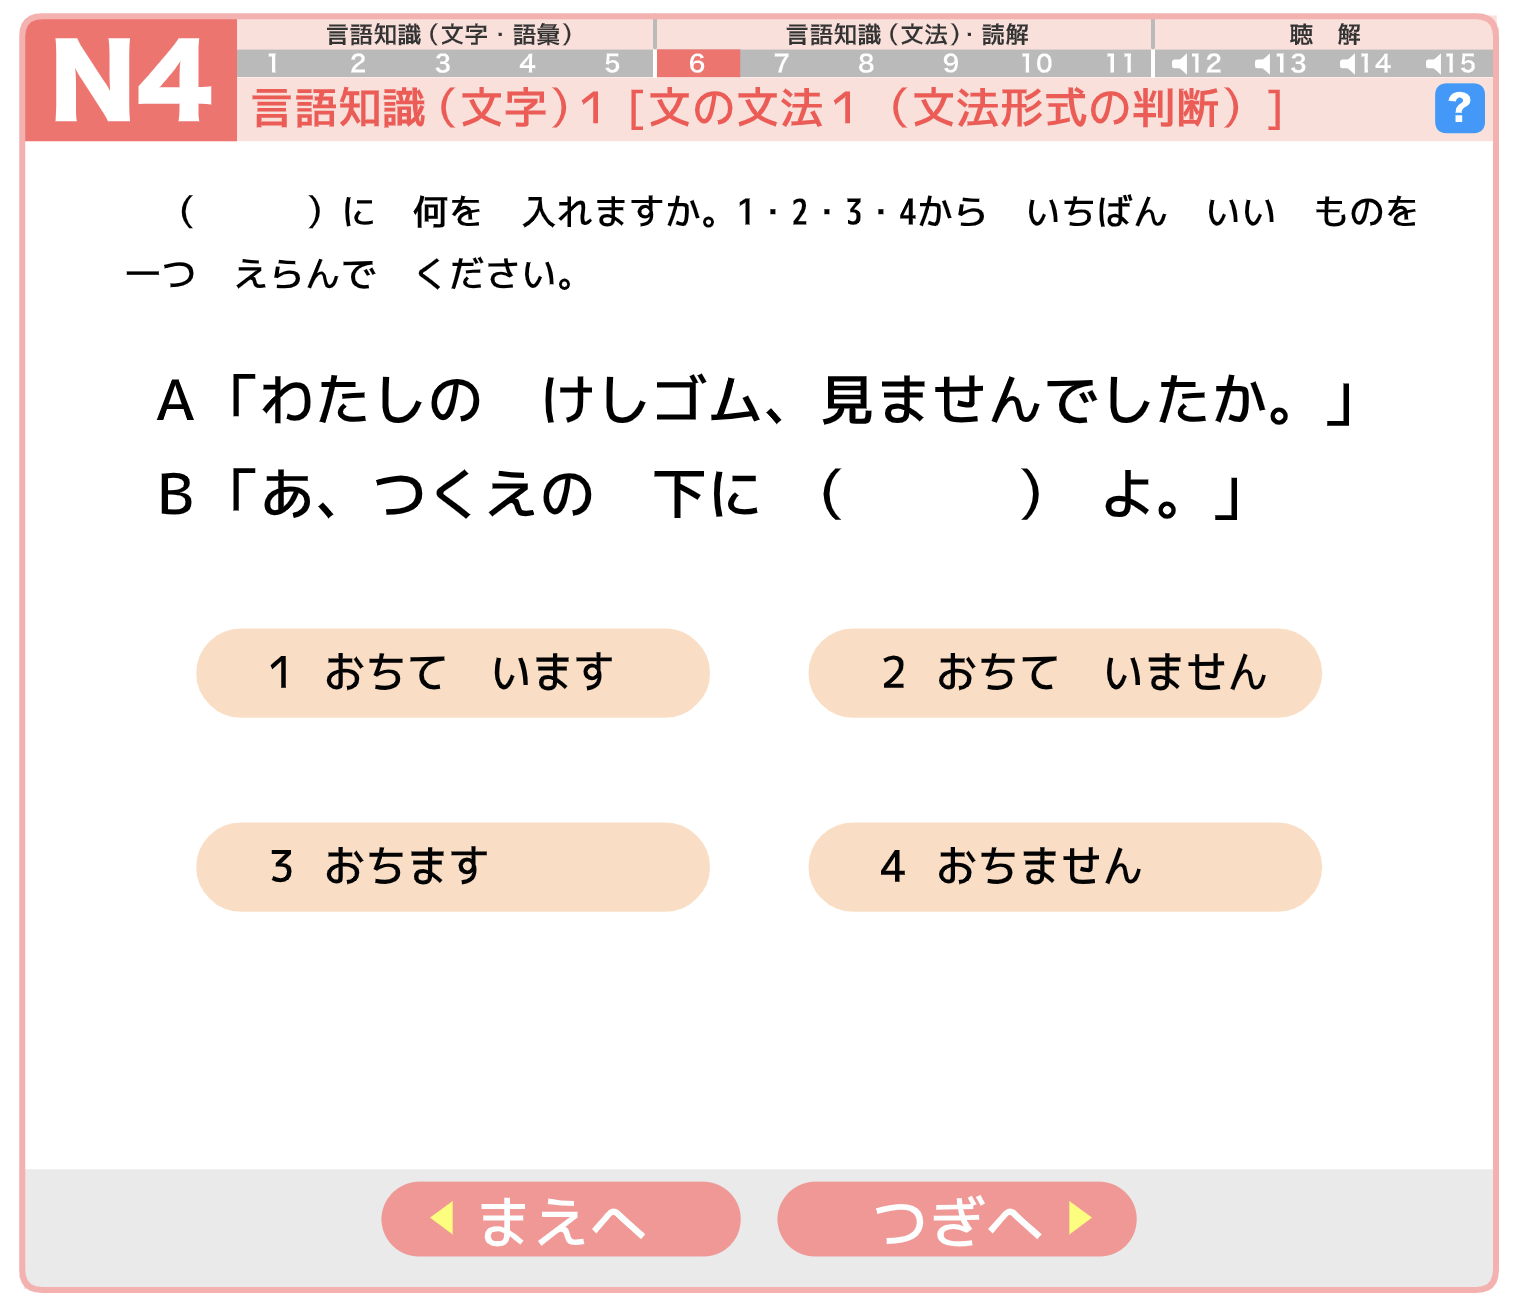 N4
言語知識（文字・語彙）
言語知識（文法）・読解
聴　解
1 2 3 4 5 6 7 8 9 10 11 12 13 14 15
言語知識（文字）1［文の文法１（文法形式の判断）］
?
（　　　）に　何を　入れますか。1・2・3・4から　いちばん　いい　ものを
一つ　えらんで　ください。
A「わたしの　けしゴム、見ませんでしたか。」
B「あ、つくえの　下に　（　　　）　よ。」
1 おちて　います
2 おちて　いません
3 おちます
4 おちません
まえへ
つぎへ